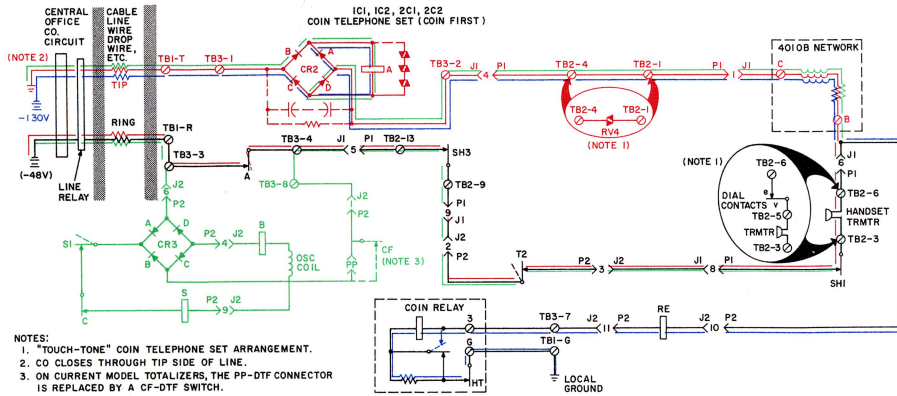 1C1, 1C2, 2C1, 2C2
COIN TELEPHONE SET (COIN FIRST)
CENTRAL
OFFICE
CO.
CIRCUIT
CABLE
LINE
WIRE
DROP
WIRE,
ETC.
(NOTE 2)
TIP
-130V
TB1-T
TB3-1
B
A
CR2
C
D
A
TB3-2
J1
4
P1
TB2-4
TB2-1
P1
1
J1
C
4010B NETWORK
B
TB2-4
TB2-1
RV4
(NOTE 1)
RING
(-48V)
LINE
RELAY
TB1-R
TB3-3
A
TB3-4
J1
5
P1
TB2-13
SH3
TB3-8
J2
P2
PP
CF
(NOTE 3)
TB2-9
P1
9
J1
J2
2
P2
J2
6
P2
A
D
CR3
B
C
S1
C
P2
4
J2
B
OSC
COIL
S
P2
9
J2
T2
P2
3
J2
J1
8
P1
SH1
(NOTE 1)
TB2-6
DIAL
CONTACTS
e
v
TB2-5
TRMTR
TB2-3
J1
6
P1
TB2-6
HANDSET
TRMTR
TB2-3
COIN RELAY
3
G
HT
TB3-7
TB1-G
LOCAL
GROUND
J2
11
P2
RE
J2
10
P2
NOTES:
1. "TOUCH-TONE" COIN TELEPHONE SET ARRANGEMENT.
2. CO CLOSES THROUGH TIP SIDE OF LINE.
3. ON CURRENT MODEL TOTALIZERS, THE PP-DTF CONNECTOR
IS REPLACED BY A CF-DTF SWITCH.